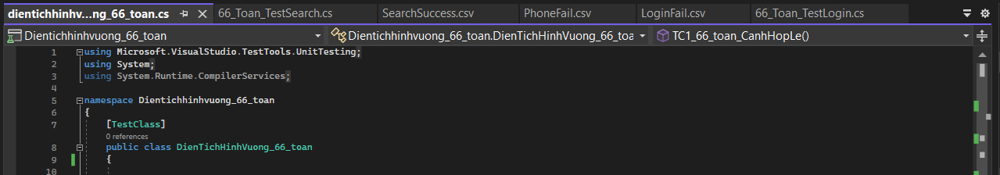 dientichhinhv...ng_66_toan.cs 66_Toan_TestSearch.cs SearchSuccess.csv PhoneFail.csv LoginFail.csv 66_Toan_TestLogin.cs
Dientichhinhvuong_66_toan Dientichhinhvuong_66_toan.DienTichHinhVuong_66_toa TC1_66_toan_CanhHopLe()
1 using Microsoft.VisualStudio.TestTools.UnitTesting;
2 using System;
3 using System.Runtime.CompilerServices;
4
5 namespace Dientichhinhvuong_66_toan
6 {
7 [TestClass]
0 references
8 public class DienTichHinhVuong_66_toan
9 {
10